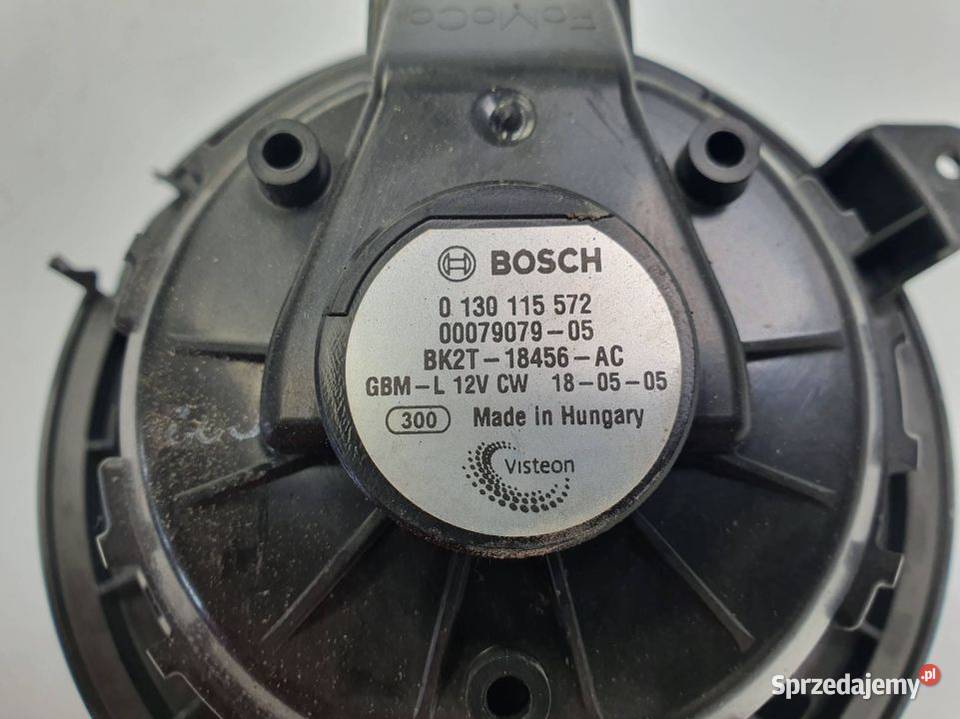 FoMoCo
BOSCH
0 130 115 572
00079079-05
BK2T-18456-AC
GBM-L 12V CW 18-05-05
300 Made in Hungary
Visteon
Sprzedajemy.pl